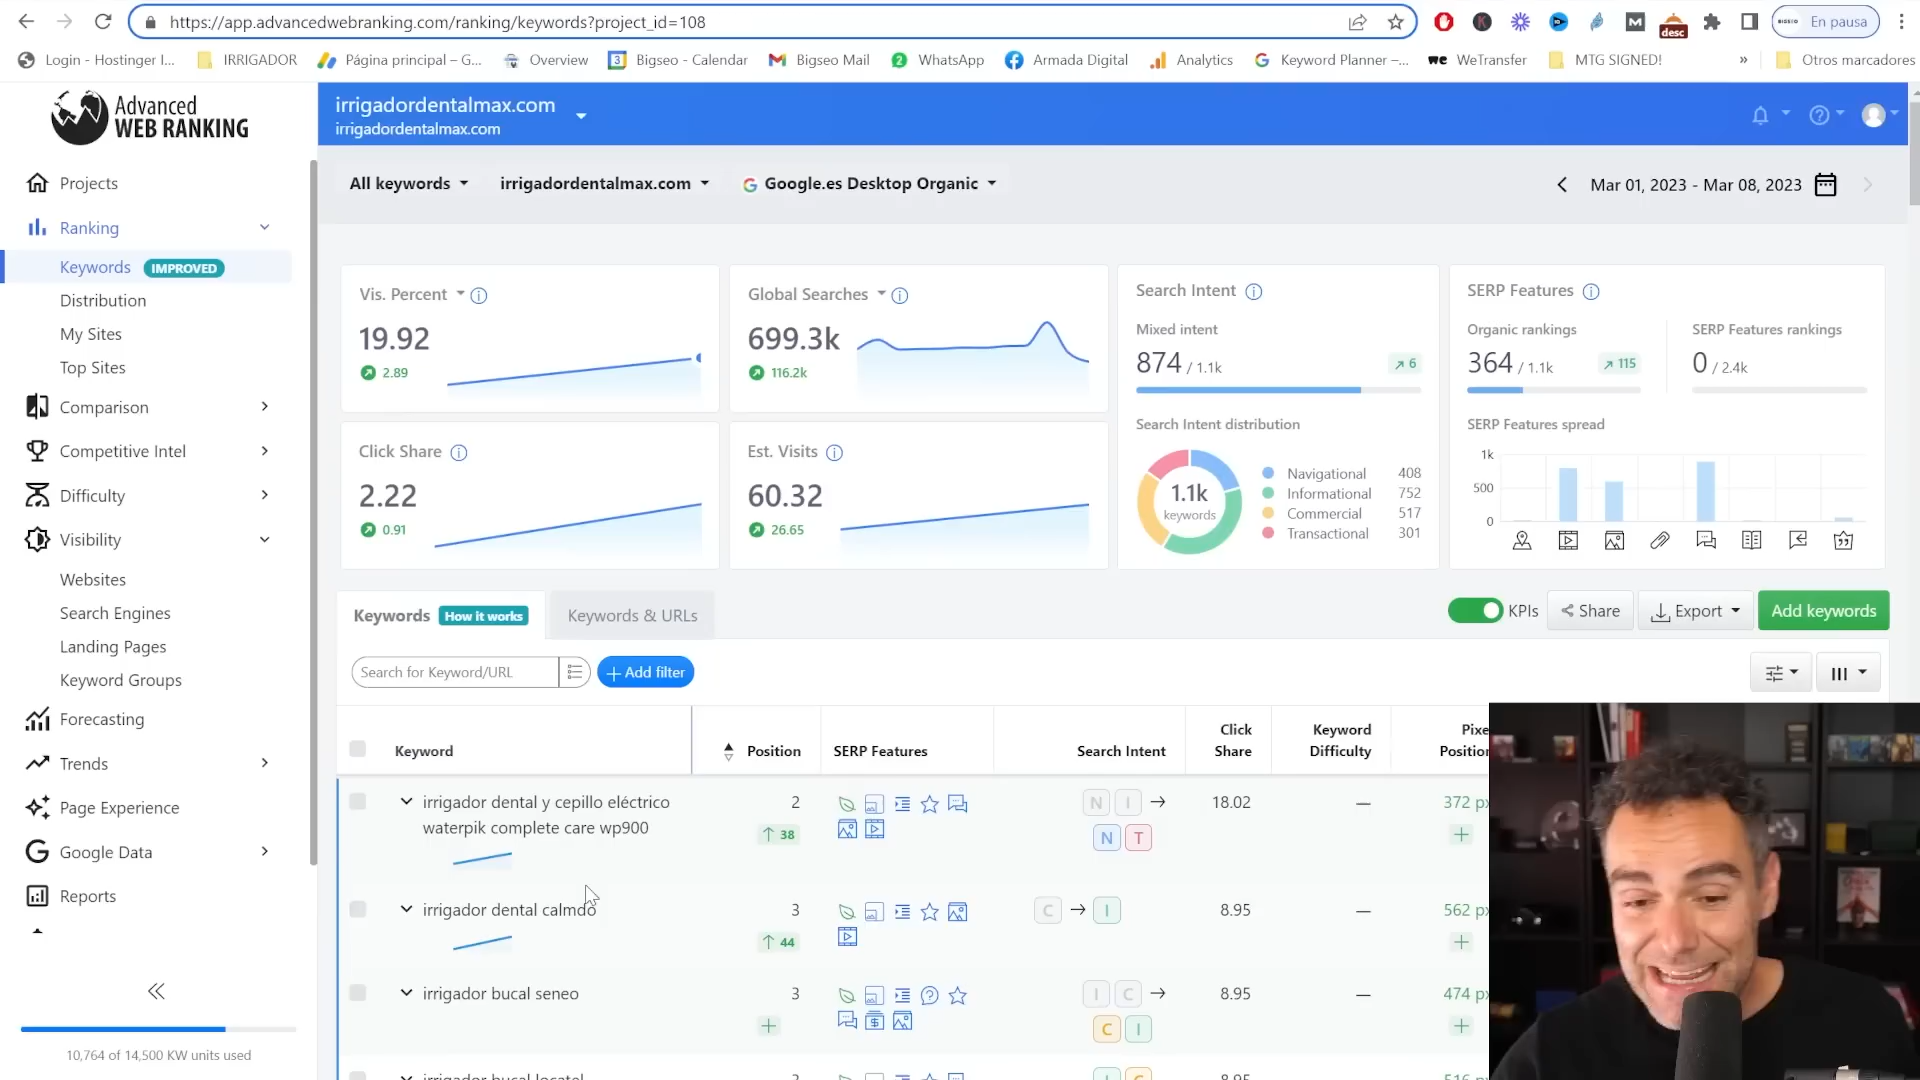 https://app.advancedwebranking.com/ranking/keywords?project_id=108
BIGSEO
En pausa
desc
Login - Hostinger I...
IRRIGADOR
Página principal – G...
Overview
Bigseo - Calendar
Bigseo Mail
WhatsApp
Armada Digital
Analytics
Keyword Planner –...
WeTransfer
MTG SIGNED!
»
Otros marcadores
Advanced
WEB RANKING
irrigadordentalmax.com
irrigadordentalmax.com
Projects
Ranking
Keywords IMPROVED
Distribution
My Sites
Top Sites
Comparison
Competitive Intel
Difficulty
Visibility
Websites
Search Engines
Landing Pages
Keyword Groups
Forecasting
Trends
Page Experience
Google Data
Reports
10,764 of 14,500 KW units used
All keywords
irrigadordentalmax.com
Google.es Desktop Organic
Mar 01, 2023 - Mar 08, 2023
Vis. Percent
19.92
2.89
Global Searches
699.3k
116.2k
Click Share
2.22
0.91
Est. Visits
60.32
26.65
Search Intent
Mixed intent
874 / 1.1k
6
Search Intent distribution
1.1k
keywords
Navigational 408
Informational 752
Commercial 517
Transactional 301
SERP Features
Organic rankings
364 / 1.1k
115
SERP Features rankings
0 / 2.4k
SERP Features spread
1k
500
0
Keywords How it works
Keywords & URLs
KPIs
Share
Export
Add keywords
Search for Keyword/URL
Add filter
Keyword
Position
SERP Features
Search Intent
Click
Share
Keyword
Difficulty
Pixe
Positio
irrigador dental y cepillo eléctrico
waterpik complete care wp900
2
38
N I
N T
18.02
—
372 px
irrigador dental calmdo
3
44
C I
8.95
—
562 px
irrigador bucal seneo
3
I C
C I
8.95
—
474 px